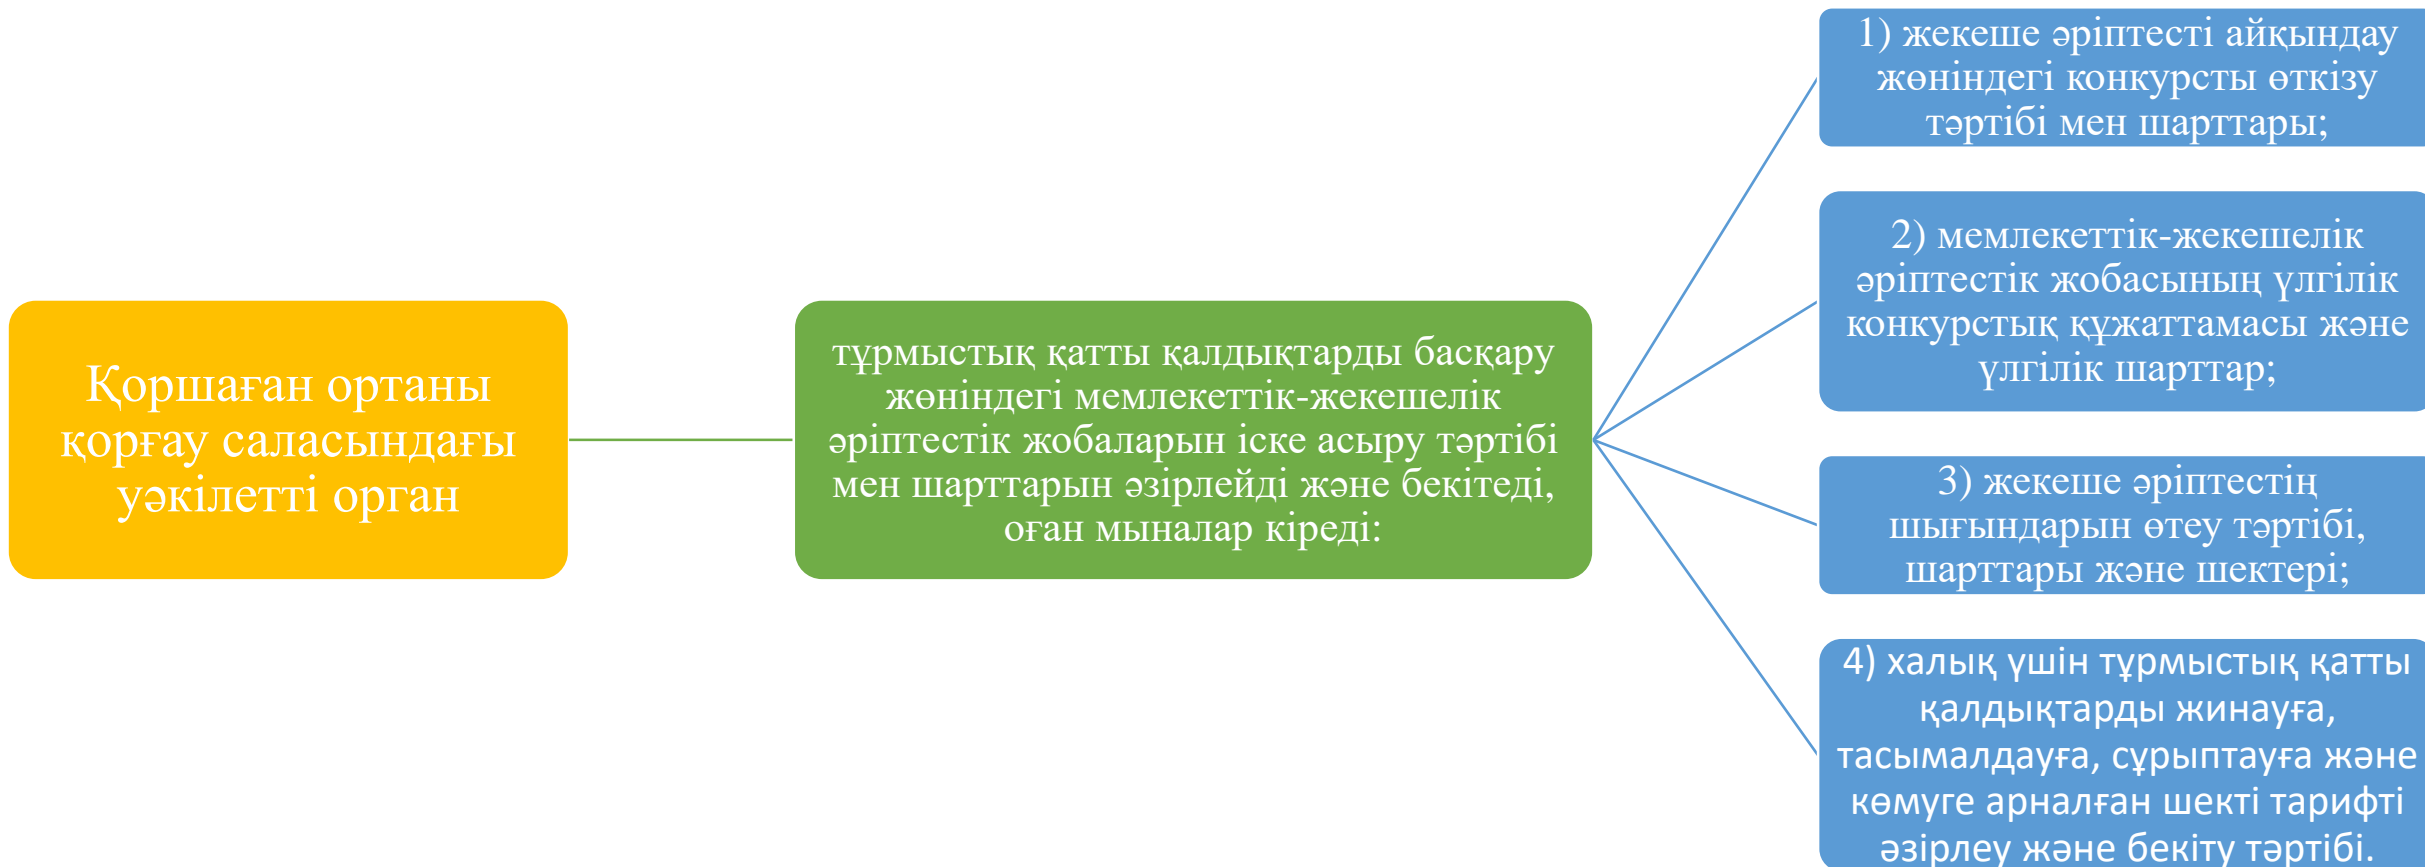 Қоршаған ортаны
қорғау саласындағы
уәкілетті орган
тұрмыстық қатты қалдықтарды басқару
жөніндегі мемлекеттік-жекешелік
әріптестік жобаларын іске асыру тәртібі
мен шарттарын әзірлейді және бекітеді,
оған мыналар кіреді:
1) жекеше әріптесті айқындау
жөніндегі конкурсты өткізу
тәртібі мен шарттары;
2) мемлекеттік-жекешелік
әріптестік жобасының үлгілік
конкурстық құжаттамасы және
үлгілік шарттар;
3) жекеше әріптестің
шығындарын өтеу тәртібі,
шарттары және шектері;
4) халық үшін тұрмыстық қатты
қалдықтарды жинауға,
тасымалдауға, сұрыптауға және
көмуге арналған шекті тарифті
әзірлеу және бекіту тәртібі.